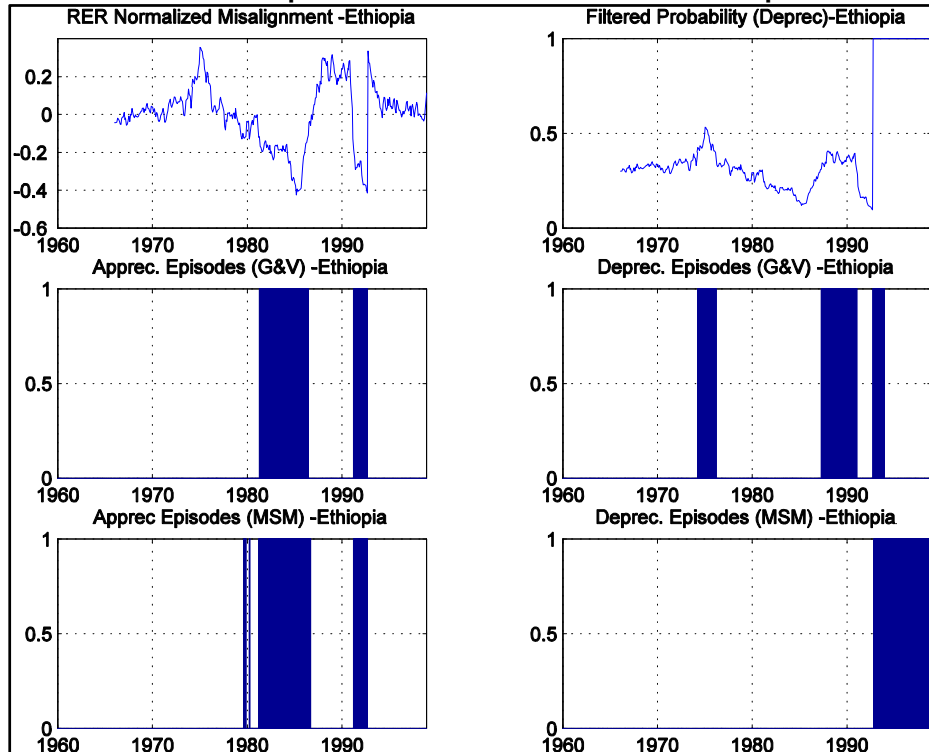 RER Normalized Misalignment -Ethiopia
0.2
0
-0.2
-0.4
-0.6
1960 1970 1980 1990
Filtered Probability (Deprec)-Ethiopia
1
0.5
0
1960 1970 1980 1990
Apprec. Episodes (G&V) -Ethiopia
1
0.5
0
1960 1970 1980 1990
Deprec. Episodes (G&V) -Ethiopia
1
0.5
0
1960 1970 1980 1990
Apprec Episodes (MSM) -Ethiopia
1
0.5
0
1960 1970 1980 1990
Deprec. Episodes (MSM) -Ethiopia
1
0.5
0
1960 1970 1980 1990